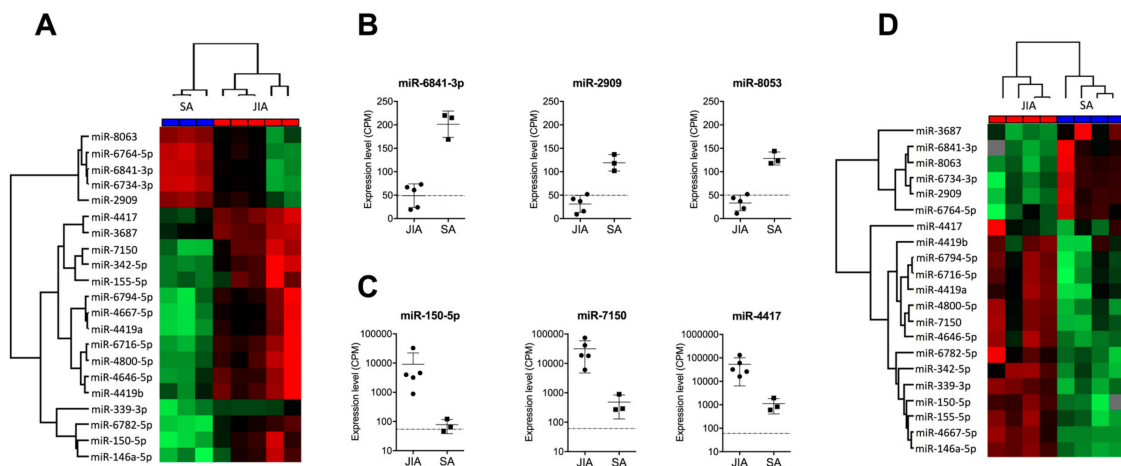 A
SA
JIA
miR-8063
miR-6764-5p
miR-6841-3p
miR-6734-3p
miR-2909
miR-4417
miR-3687
miR-7150
miR-342-5p
miR-155-5p
miR-6794-5p
miR-4667-5p
miR-4419a
miR-6716-5p
miR-4800-5p
miR-4646-5p
miR-4419b
miR-339-3p
miR-6782-5p
miR-150-5p
miR-146a-5p
B
miR-6841-3p
Expression level (CPM)
250
200
150
100
50
0
JIA
SA
miR-2909
Expression level (CPM)
250
200
150
100
50
0
JIA
SA
miR-8053
Expression level (CPM)
250
200
150
100
50
0
JIA
SA
C
miR-150-5p
Expression level (CPM)
100000
10000
1000
100
10
JIA
SA
miR-7150
Expression level (CPM)
100000
10000
1000
100
10
JIA
SA
miR-4417
Expression level (CPM)
1000000
100000
10000
1000
100
10
JIA
SA
D
JIA
SA
miR-3687
miR-6841-3p
miR-8063
miR-6734-3p
miR-2909
miR-6764-5p
miR-4417
miR-4419b
miR-6794-5p
miR-6716-5p
miR-4419a
miR-4800-5p
miR-7150
miR-4646-5p
miR-6782-5p
miR-342-5p
miR-339-3p
miR-150-5p
miR-155-5p
miR-4667-5p
miR-146a-5p